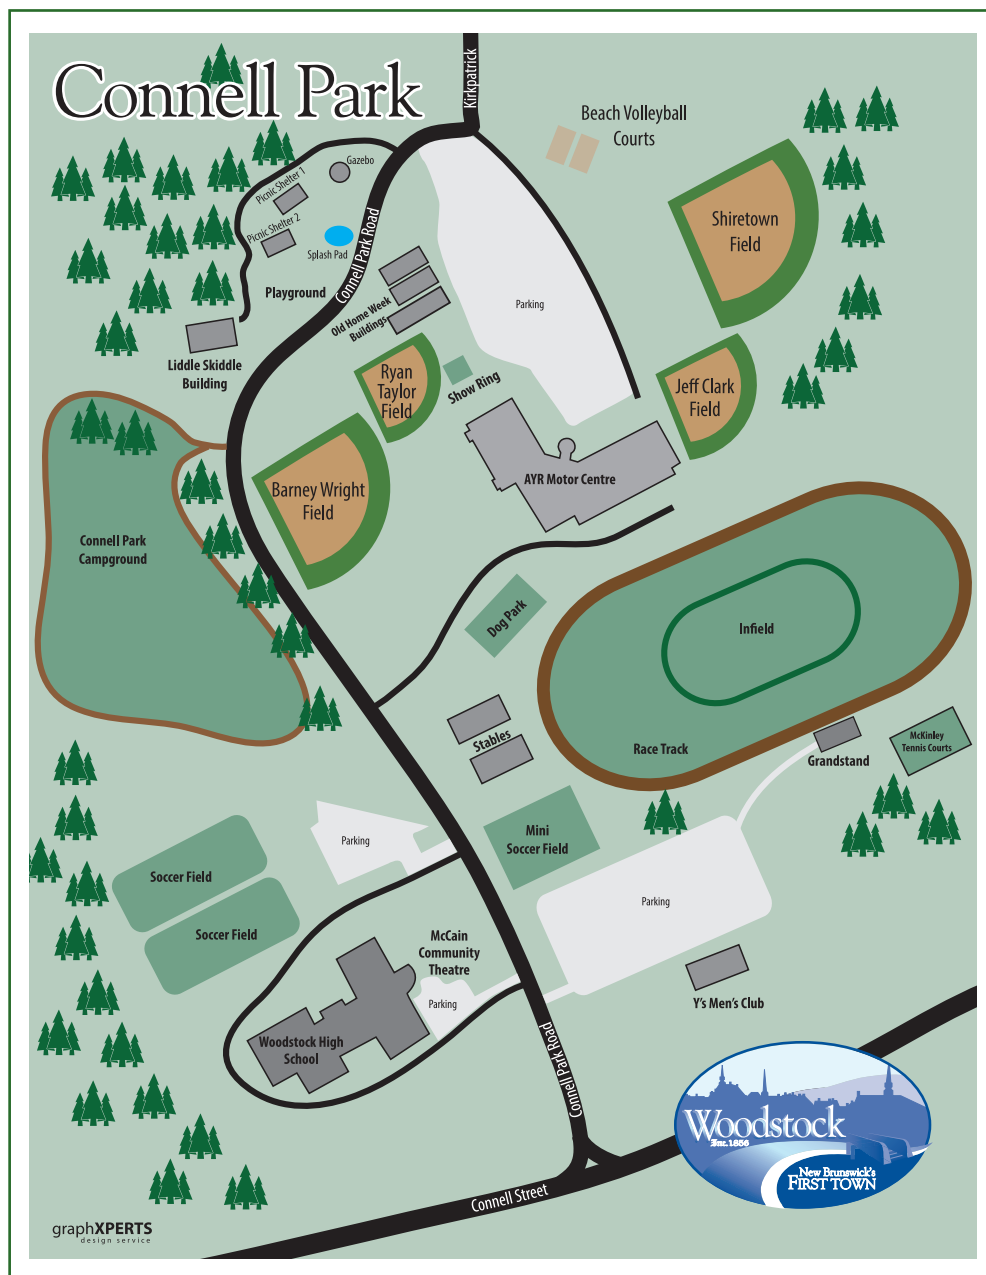 Connell Park
Kirkpatrick
Beach Volleyball
Courts
Gazebo
Picnic Shelter 1
Picnic Shelter 2
Splash Pad
Connell Park Road
Playground
Old Home Week
Buildings
Parking
Shiretown
Field
Liddle Skiddle
Building
Ryan
Taylor
Field
Show Ring
Jeff Clark
Field
Barney Wright
Field
AYR Motor Centre
Connell Park
Campground
Dog Park
Infield
Stables
Race Track
Grandstand
McKinley
Tennis Courts
Parking
Mini
Soccer Field
Soccer Field
Soccer Field
Parking
McCain
Community
Theatre
Parking
Y's Men's Club
Woodstock High
School
Connell Park Road
Woodstock
Inc. 1856
New Brunswick's
FIRST TOWN
Connell Street
graphXPERTS
design service